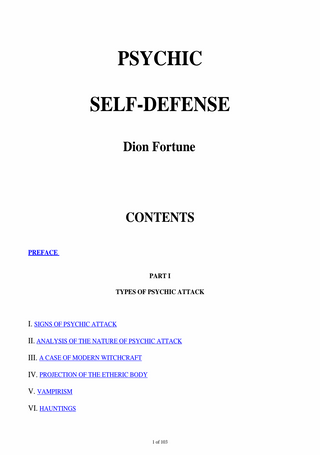 PSYCHIC
SELF-DEFENSE
Dion Fortune
CONTENTS
PREFACE
PART I
TYPES OF PSYCHIC ATTACK
I. SIGNS OF PSYCHIC ATTACK
II. ANALYSIS OF THE NATURE OF PSYCHIC ATTACK
III. A CASE OF MODERN WITCHCRAFT
IV. PROJECTION OF THE ETHERIC BODY
V. VAMPIRISM
VI. HAUNTINGS
1 of 103